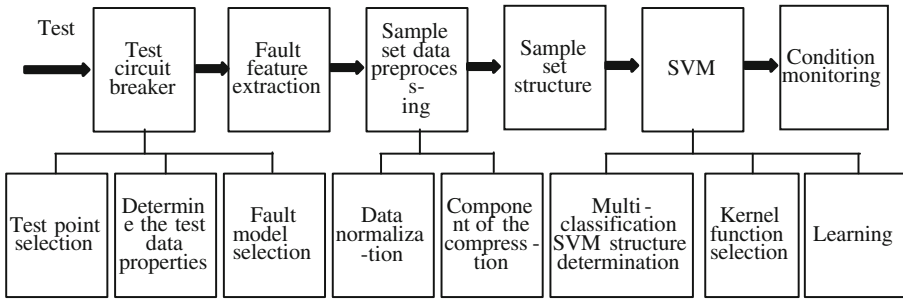 Test
Test
circuit
breaker
Fault
feature
extraction
Sample
set data
preproces
s-
ing
Sample
set
structure
SVM
Condition
monitoring
Test point
selection
Determin
e the test
data
properties
Fault
model
selection
Data
normaliza
-tion
Compon
ent of the
compress -
tion
Multi -
classification
SVM structure
determination
Kernel
function
selection
Learning